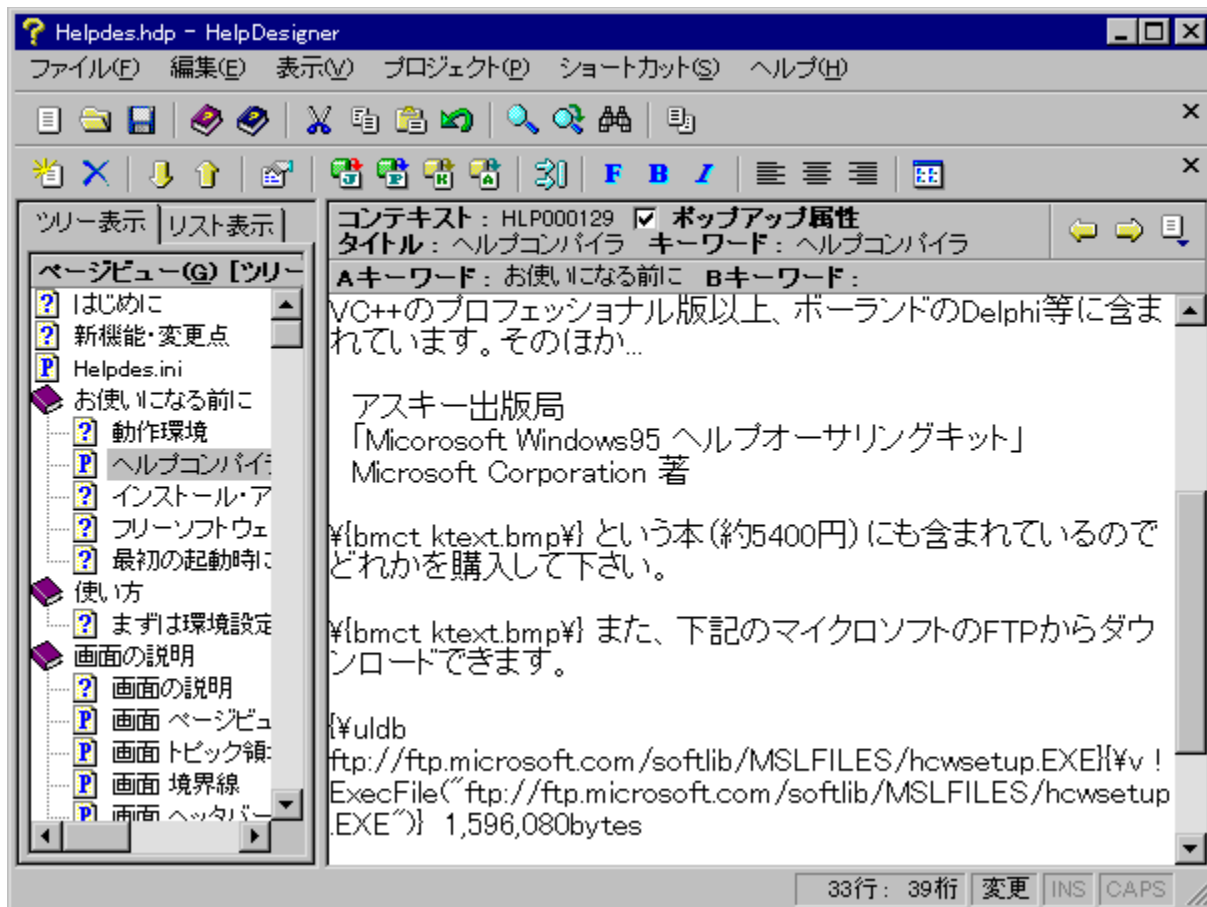 Helpdes.hdp - HelpDesigner
ファイル(F) 編集(E) 表示(V) プロジェクト(P) ショートカット(S) ヘルプ(H)
J P K A F B I
ツリー表示 リスト表示
ページビュー(G) [ツリー
はじめに
新機能・変更点
Helpdes.ini
お使いになる前に
動作環境
ヘルプコンパイラ
インストール・ア
フリーソフトウェ
最初の起動時に
使い方
まずは環境設定
画面の説明
画面の説明
画面 ページビュ
画面 トピック領
画面 境界線
画面 ヘッダバー
コンテキスト : HLP000129 ポップアップ属性
タイトル : ヘルプコンパイラ キーワード : ヘルプコンパイラ
Aキーワード : お使いになる前に Bキーワード :
VC++のプロフェッショナル版以上、ボーランドのDelphi等に含ま
れています。そのほか...
アスキー出版局
「Micorosoft Windows95 ヘルプオーサリングキット」
Microsoft Corporation 著
¥{bmct ktext.bmp¥} という本（約5400円）にも含まれているので
どれかを購入して下さい。
¥{bmct ktext.bmp¥} また、下記のマイクロソフトのFTPからダウ
ンロードできます。
{¥uldb
ftp://ftp.microsoft.com/softlib/MSLFILES/hcwsetup.EXE}{¥v !
ExecFile("ftp://ftp.microsoft.com/softlib/MSLFILES/hcwsetup
.EXE")} 1,596,080bytes
33行 : 39桁 変更 INS CAPS